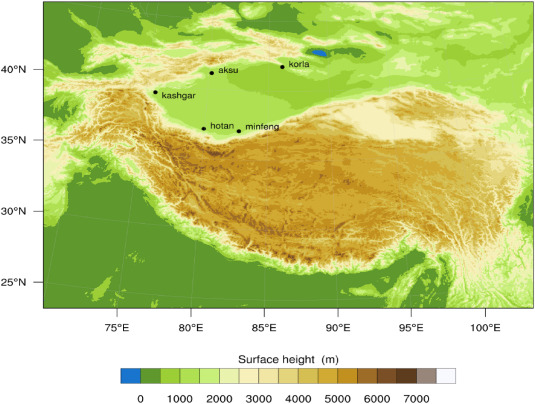 40°N
35°N
30°N
25°N
korla
aksu
kashgar
hotan
minfeng
75°E 80°E 85°E 90°E 95°E 100°E
Surface height (m)
0 1000 2000 3000 4000 5000 6000 7000